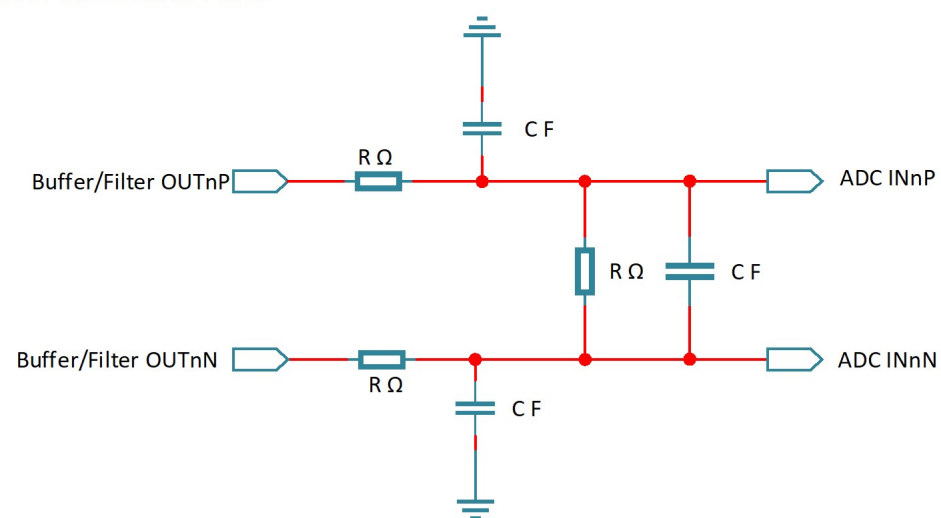 C F
R Ω
Buffer/Filter OUTnP
ADC INnP
R Ω
C F
Buffer/Filter OUTnN
ADC INnN
R Ω
C F